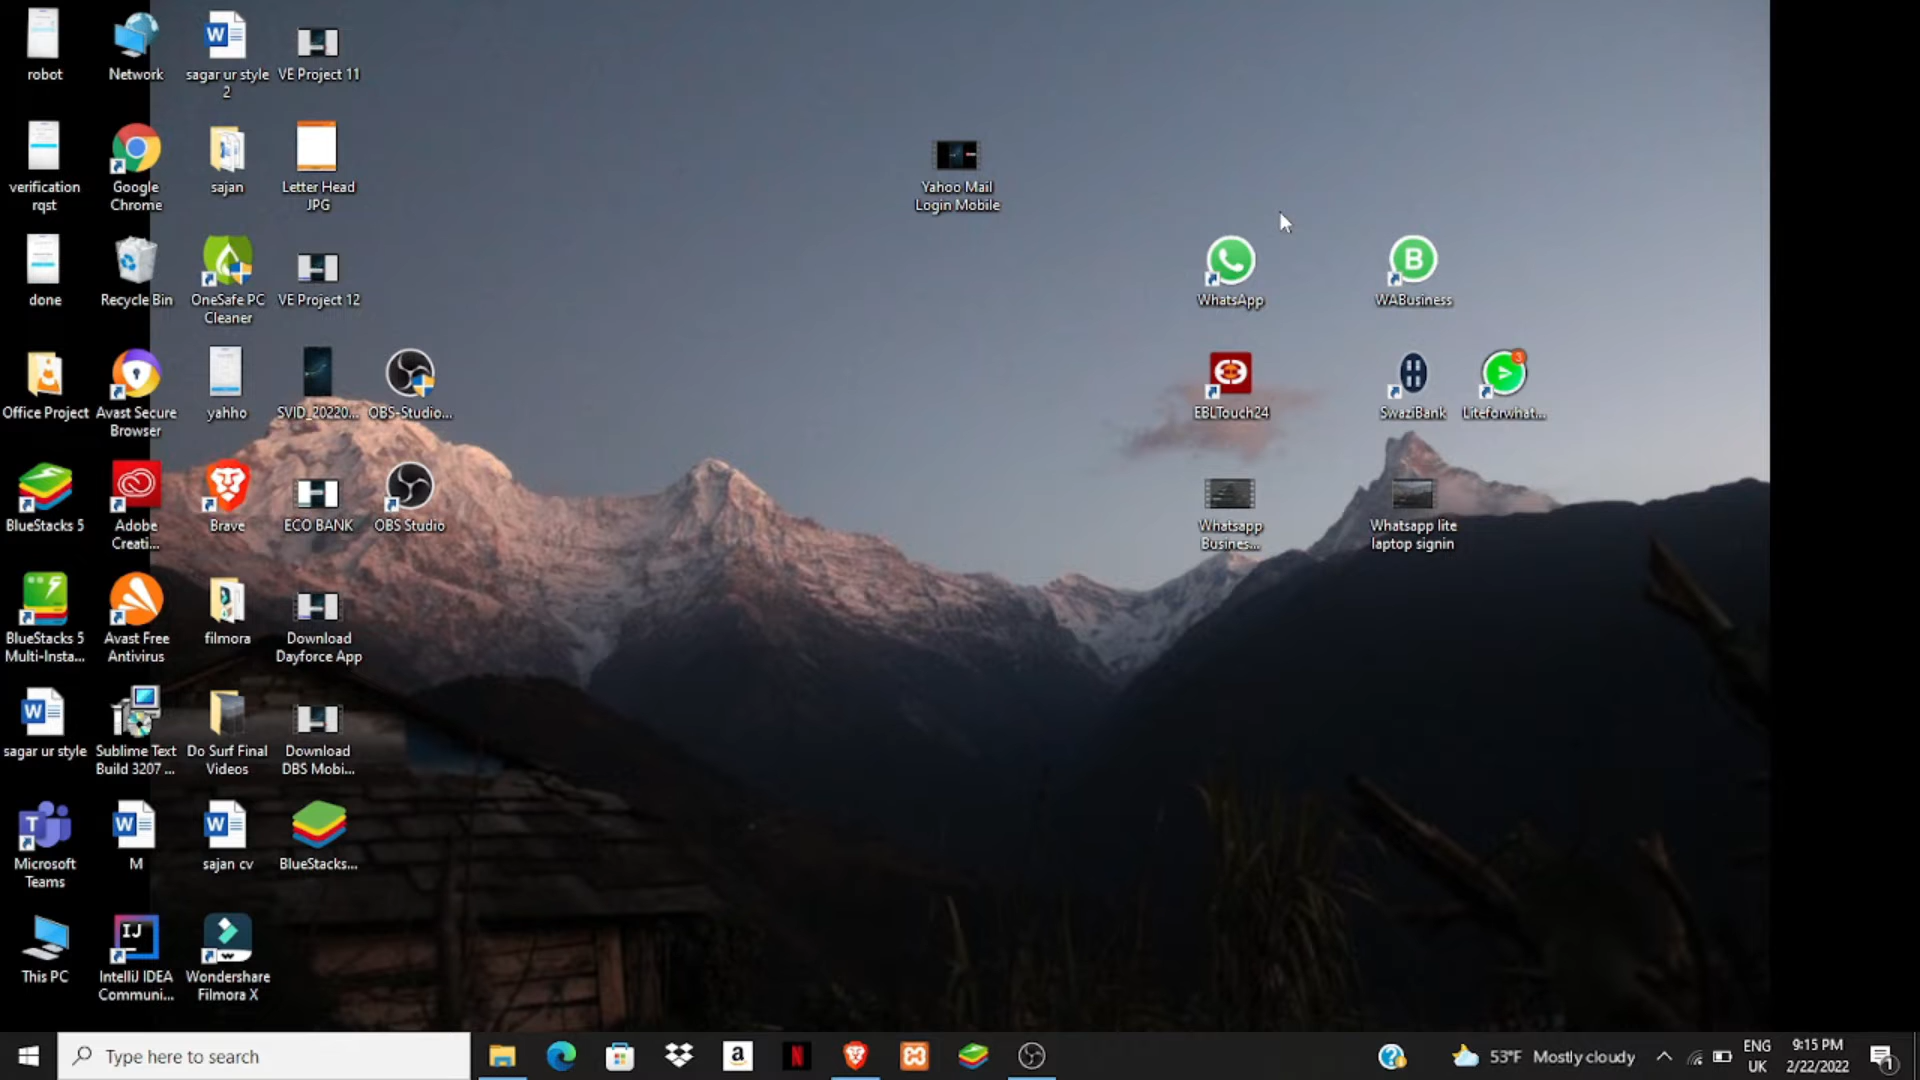 robot
Network
sagar ur style
2
VE Project 11
verification
rqst
Google
Chrome
sajan
Letter Head
JPG
Yahoo Mail
Login Mobile
done
Recycle Bin
OneSafe PC
Cleaner
VE Project 12
WhatsApp
B
WABusiness
Office Project
Avast Secure
Browser
yahho
SVID_20220...
OBS-Studio...
EBLTouch24
SwaziBank
3
Liteforwhat...
BlueStacks 5
Adobe
Creati...
Brave
ECO BANK
OBS Studio
Whatsapp
Busines...
Whatsapp lite
laptop signin
BlueStacks 5
Multi-Insta...
Avast Free
Antivirus
filmora
Download
Dayforce App
sagar ur style
Sublime Text
Build 3207 ...
Do Surf Final
Videos
Download
DBS Mobi...
Microsoft
Teams
M
sajan cv
BlueStacks...
This PC
IJ
IntelliJ IDEA
Communi...
Wondershare
Filmora X
Type here to search
53°F Mostly cloudy
ENG
UK
9:15 PM
2/22/2022
1